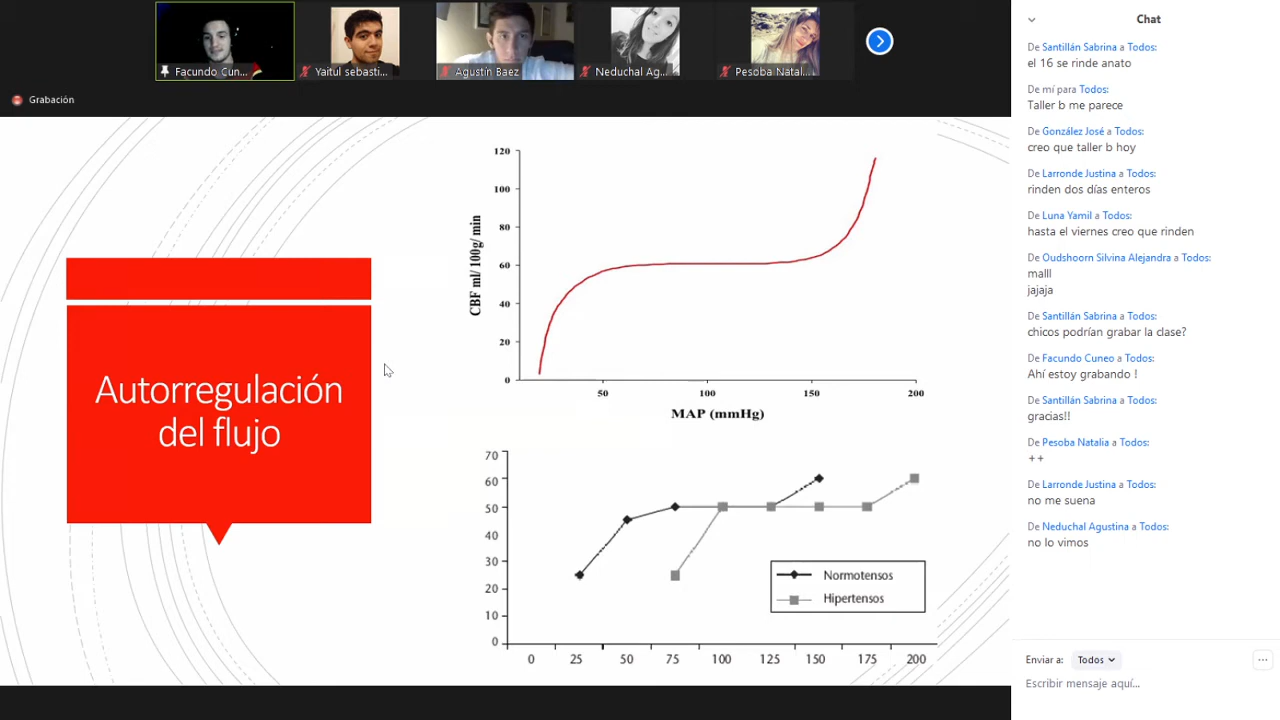 Facundo Cun...
Yaitul sebasti...
Agustín Baez
Neduchal Ag...
Pesoba Natal...
Grabación
Autorregulación
del flujo
120
100
80
60
40
20
0
CBF ml/ 100g/ min
50
100
150
200
MAP (mmHg)
70
60
50
40
30
20
10
0
Normotensos
Hipertensos
0
25
50
75
100
125
150
175
200
Chat
De Santillán Sabrina a Todos:
el 16 se rinde anato
De mí para Todos:
Taller b me parece
De González José a Todos:
creo que taller b hoy
De Larronde Justina a Todos:
rinden dos días enteros
De Luna Yamil a Todos:
hasta el viernes creo que rinden
De Oudshoorn Silvina Alejandra a Todos:
malll
jajaja
De Santillán Sabrina a Todos:
chicos podrían grabar la clase?
De Facundo Cuneo a Todos:
Ahí estoy grabando !
De Santillán Sabrina a Todos:
gracias!!
De Pesoba Natalia a Todos:
++
De Larronde Justina a Todos:
no me suena
De Neduchal Agustina a Todos:
no lo vimos
Enviar a: Todos
Escribir mensaje aquí...